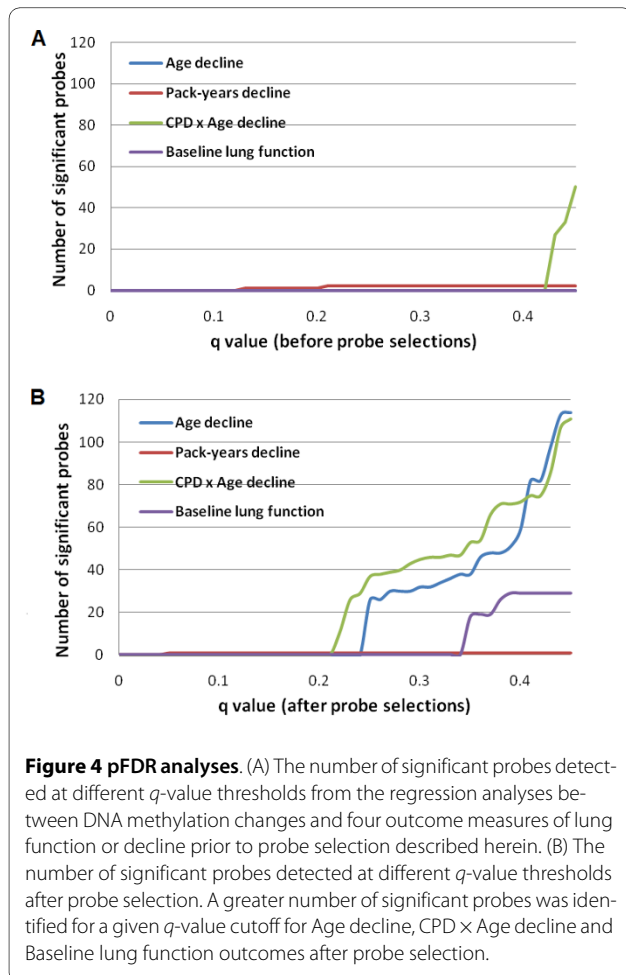 A
Number of significant probes
120
100
80
60
40
20
0
Age decline
Pack-years decline
CPD x Age decline
Baseline lung function
0 0.1 0.2 0.3 0.4
q value (before probe selections)
B
Number of significant probes
120
100
80
60
40
20
0
Age decline
Pack-years decline
CPD x Age decline
Baseline lung function
0 0.1 0.2 0.3 0.4
q value (after probe selections)
Figure 4 pFDR analyses. (A) The number of significant probes detect-
ed at different q-value thresholds from the regression analyses be-
tween DNA methylation changes and four outcome measures of lung
function or decline prior to probe selection described herein. (B) The
number of significant probes detected at different q-value thresholds
after probe selection. A greater number of significant probes was iden-
tified for a given q-value cutoff for Age decline, CPD × Age decline and
Baseline lung function outcomes after probe selection.